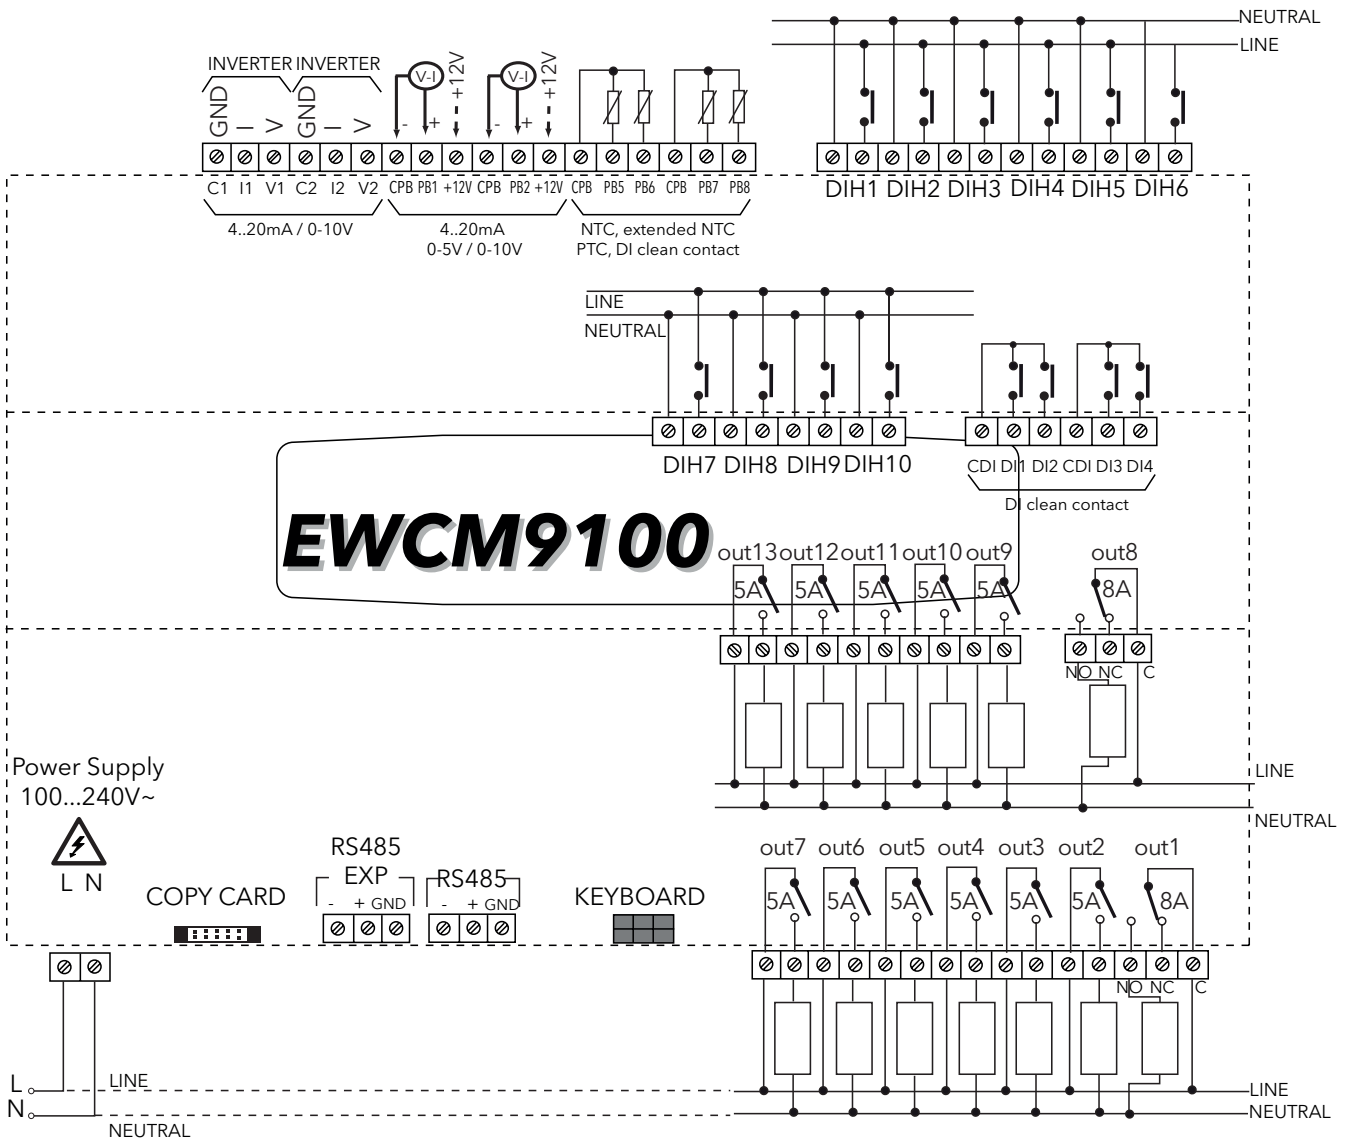 NEUTRAL
LINE
INVERTER INVERTER
GND I V GND I V
V-I +12V V-I +12V
- + - +
C1 I1 V1 C2 I2 V2 CPB PB1 +12V CPB PB2 +12V CPB PB5 PB6 CPB PB7 PB8
DIH1 DIH2 DIH3 DIH4 DIH5 DIH6
4..20mA / 0-10V
4..20mA
0-5V / 0-10V
NTC, extended NTC
PTC, DI clean contact
LINE
NEUTRAL
DIH7 DIH8 DIH9 DIH10
CDI DI1 DI2 CDI DI3 DI4
DI clean contact
EWCM9100
out13 out12 out11 out10 out9 out8
5A 5A 5A 5A 5A 8A
NO NC C
LINE
NEUTRAL
Power Supply
100...240V~
L N
COPY CARD
RS485
EXP
- + GND
RS485
- + GND
KEYBOARD
out7 out6 out5 out4 out3 out2 out1
5A 5A 5A 5A 5A 5A 8A
NO NC C
L LINE LINE
N NEUTRAL NEUTRAL